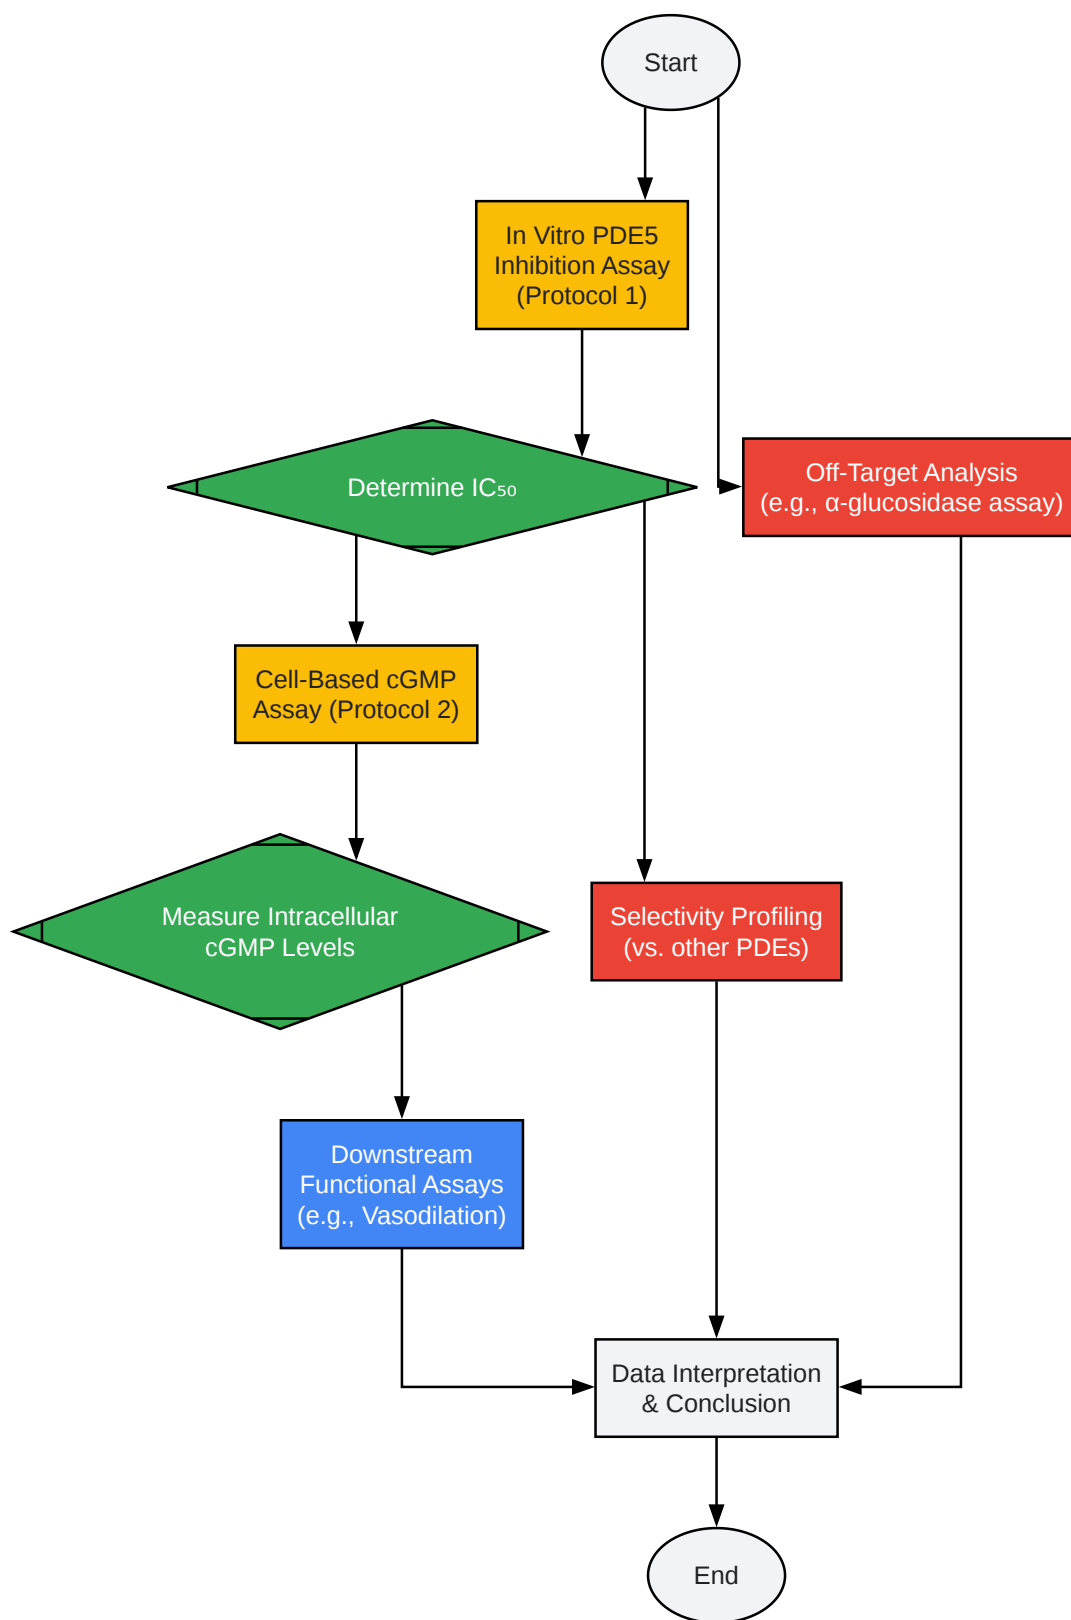 Start
In Vitro PDE5
Inhibition Assay
(Protocol 1)
Determine IC₅₀
Off-Target Analysis
(e.g., α-glucosidase assay)
Cell-Based cGMP
Assay (Protocol 2)
Measure Intracellular
cGMP Levels
Selectivity Profiling
(vs. other PDEs)
Downstream
Functional Assays
(e.g., Vasodilation)
Data Interpretation
& Conclusion
End